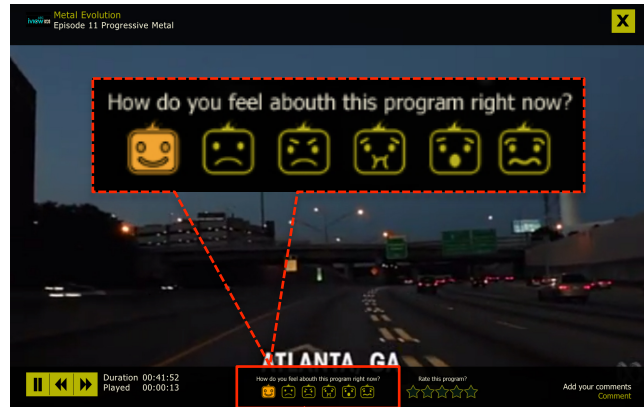 iview
Metal Evolution
Episode 11 Progressive Metal
X
How do you feel abouth this program right now?
ATLANTA, GA
Duration 00:41:52
Played 00:00:13
How do you feel abouth this program right now?
Rate this program?
Add your comments
Comment